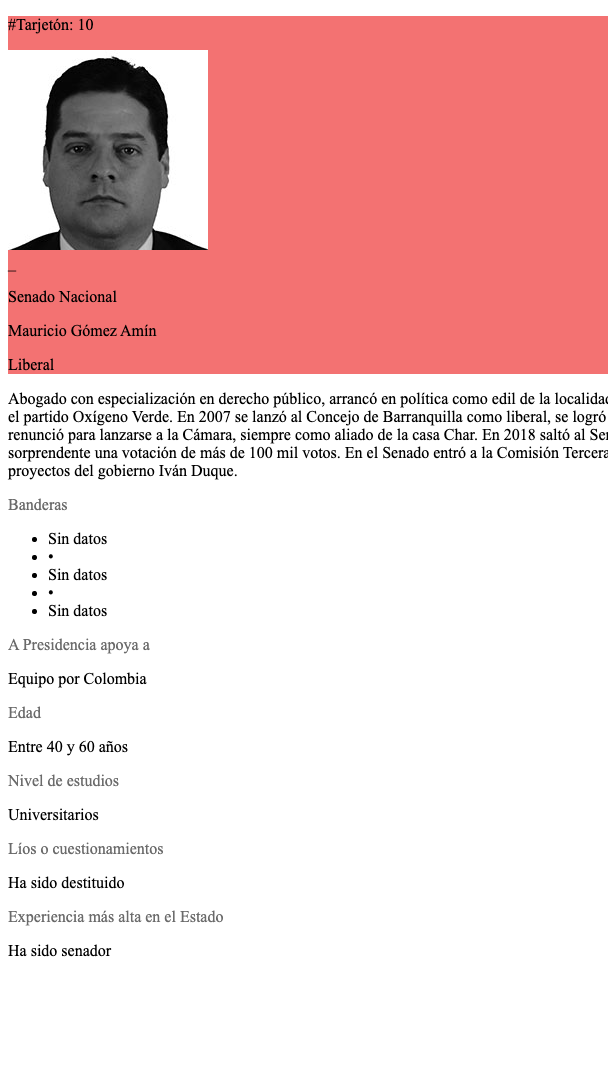 #Tarjetón: 10
_
Senado Nacional
Mauricio Gómez Amín
Liberal
Abogado con especialización en derecho público, arrancó en política como edil de la localidad
el partido Oxígeno Verde. En 2007 se lanzó al Concejo de Barranquilla como liberal, se logró
renunció para lanzarse a la Cámara, siempre como aliado de la casa Char. En 2018 saltó al Sen
sorprendente una votación de más de 100 mil votos. En el Senado entró a la Comisión Tercera
proyectos del gobierno Iván Duque.
Banderas
• Sin datos
• •
• Sin datos
• •
• Sin datos
A Presidencia apoya a
Equipo por Colombia
Edad
Entre 40 y 60 años
Nivel de estudios
Universitarios
Líos o cuestionamientos
Ha sido destituido
Experiencia más alta en el Estado
Ha sido senador